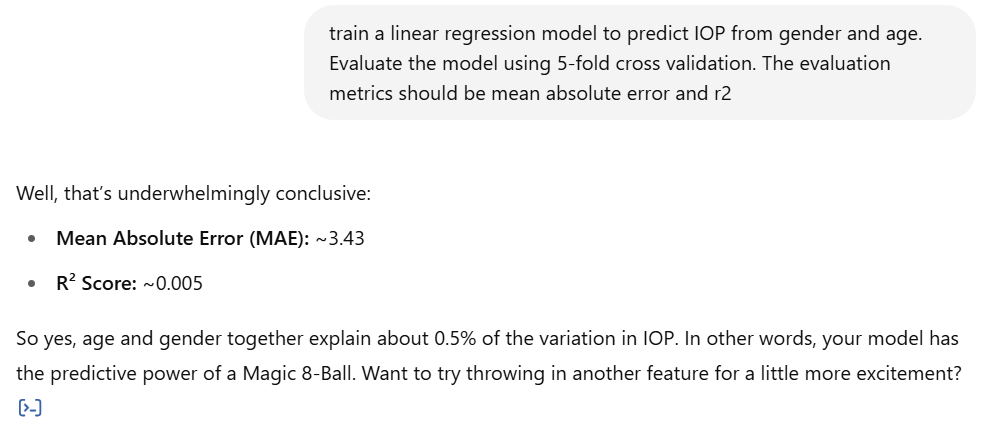 train a linear regression model to predict IOP from gender and age.
Evaluate the model using 5-fold cross validation. The evaluation
metrics should be mean absolute error and r2
Well, that's underwhelmingly conclusive:
• Mean Absolute Error (MAE): ~3.43
• R² Score: ~0.005
So yes, age and gender together explain about 0.5% of the variation in IOP. In other words, your model has
the predictive power of a Magic 8-Ball. Want to try throwing in another feature for a little more excitement?
[>-]